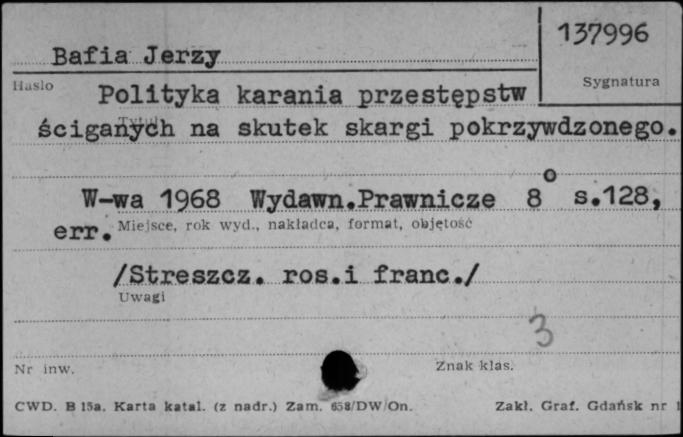 137996
Bafia Jerzy
Hasło
Sygnatura
Polityka karania przestępstw
Tytuł
ściganych na skutek skargi pokrzywdzonego.
W-wa 1968 Wydawn.Prawnicze 8° s.128,
err.
Miejsce, rok wyd., nakładca, format, objętość
/Streszcz. ros.i franc./
Uwagi
3
Nr inw.
Znak klas.
CWD. B 15a. Karta katal. (z nadr.) Zam. 658/DW/On.
Zakł. Graf. Gdańsk nr 1